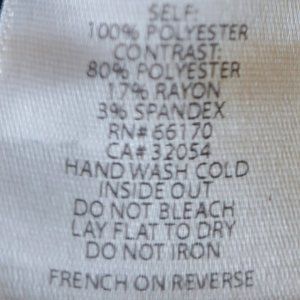 SELF:
100% POLYESTER
CONTRAST:
80% POLYESTER
17% RAYON
3% SPANDEX
RN# 66170
CA# 32054
HAND WASH COLD
INSIDE OUT
DO NOT BLEACH
LAY FLAT TO DRY
DO NOT IRON
FRENCH ON REVERSE